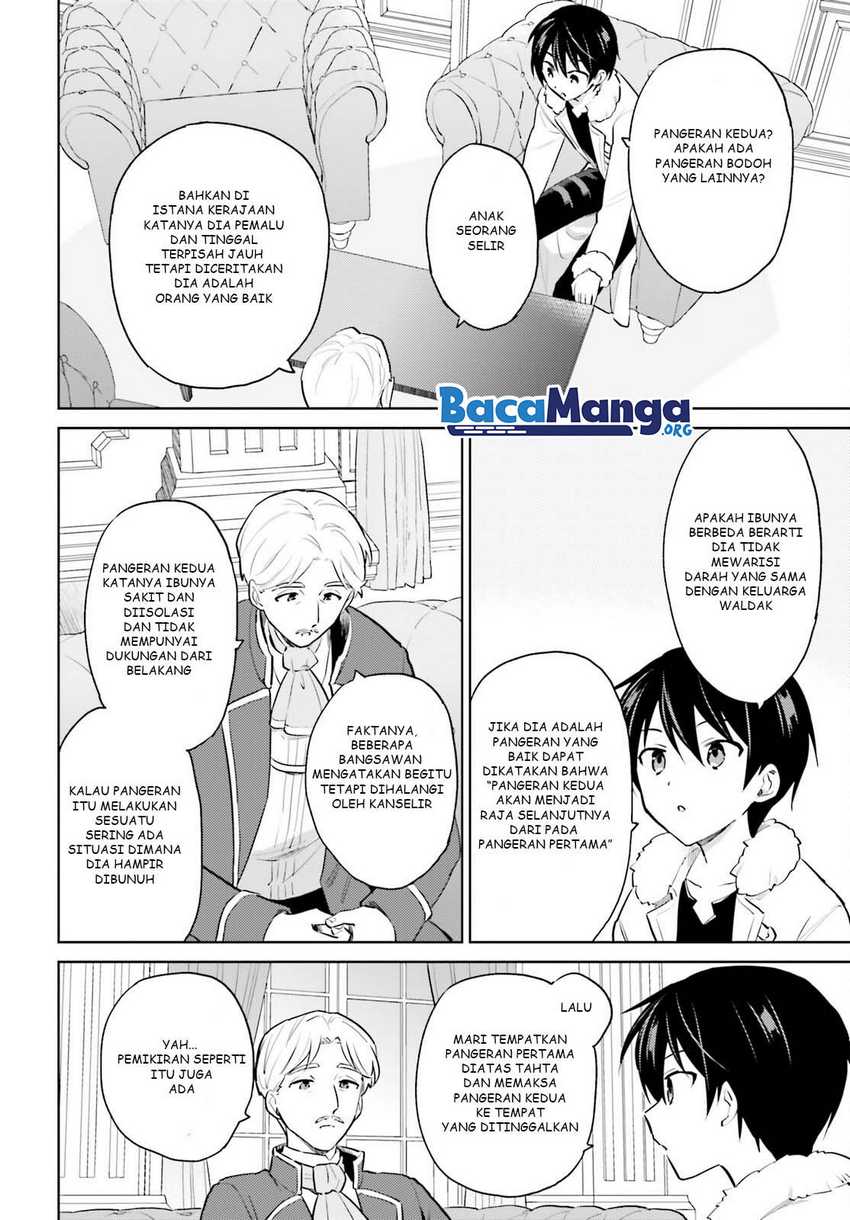 PANGERAN KEDUA?
APAKAH ADA
PANGERAN BODOH
YANG LAINNYA?
ANAK
SEORANG
SELIR
BAHKAN DI
ISTANA KERAJAAN
KATANYA DIA PEMALU
DAN TINGGAL
TERPISAH JAUH
TETAPI DICERITAKAN
DIA ADALAH
ORANG YANG BAIK
BACAMANGA
.ORG
APAKAH IBUNYA
BERBEDA BERARTI
DIA TIDAK
MEWARISI
DARAH YANG SAMA
DENGAN KELUARGA
WALDAK
JIKA DIA ADALAH
PANGERAN YANG
BAIK DAPAT
DIKATAKAN BAHWA
“PANGERAN KEDUA
AKAN MENJADI
RAJA SELANJUTNYA
DARI PADA
PANGERAN PERTAMA”
PANGERAN KEDUA
KATANYA IBUNYA
SAKIT DAN
DIISOLASI
DAN TIDAK
MEMPUNYAI
DUKUNGAN DARI
BELAKANG
FAKTANYA,
BEBERAPA
BANGSAWAN
MENGATAKAN BEGITU
TETAPI DIHALANGI
OLEH KANSELIR
KALAU PANGERAN
ITU MELAKUKAN
SESUATU
SERING ADA
SITUASI DIMANA
DIA HAMPIR
DIBUNUH
LALU
MARI TEMPATKAN
PANGERAN PERTAMA
DIATAS TAHTA
DAN MEMAKSA
PANGERAN KEDUA
KE TEMPAT
YANG DITINGGALKAN
YAH...
PEMIKIRAN SEPERTI
ITU JUGA
ADA